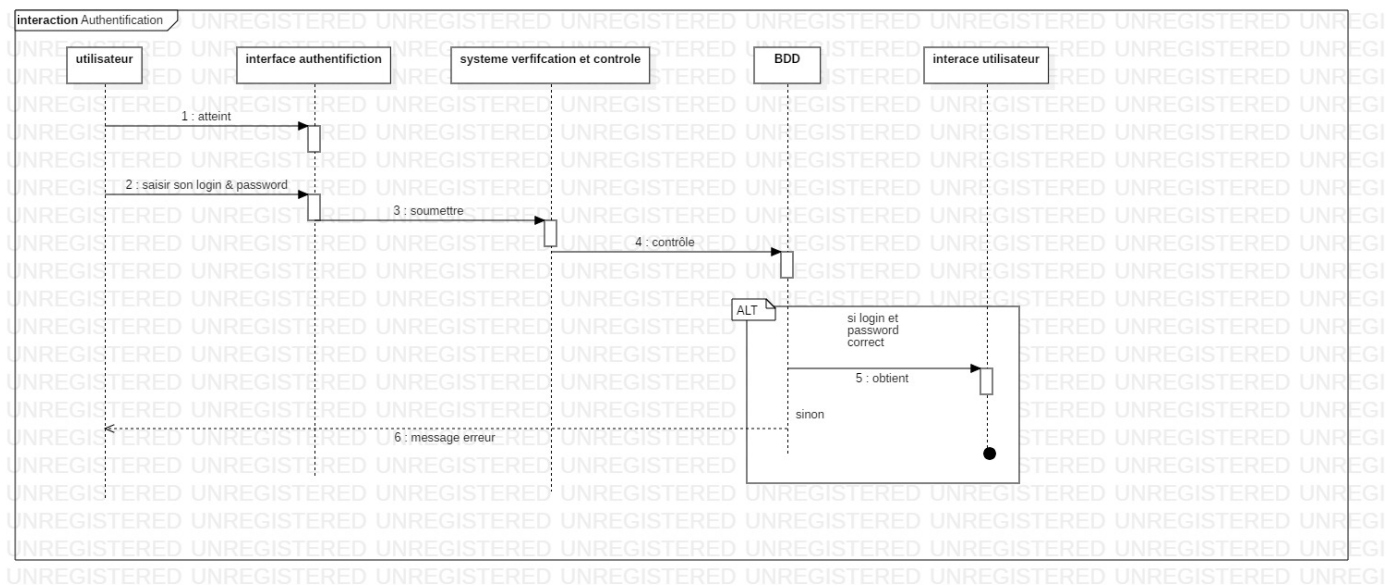 interaction Authentification
utilisateur
interface authentifiction
systeme verfifcation et controle
BDD
interace utilisateur
1 : atteint
2 : saisir son login & password
3 : soumettre
4 : contrôle
ALT
si login et
password
correct
5 : obtient
sinon
6 : message erreur
UNREGISTERED